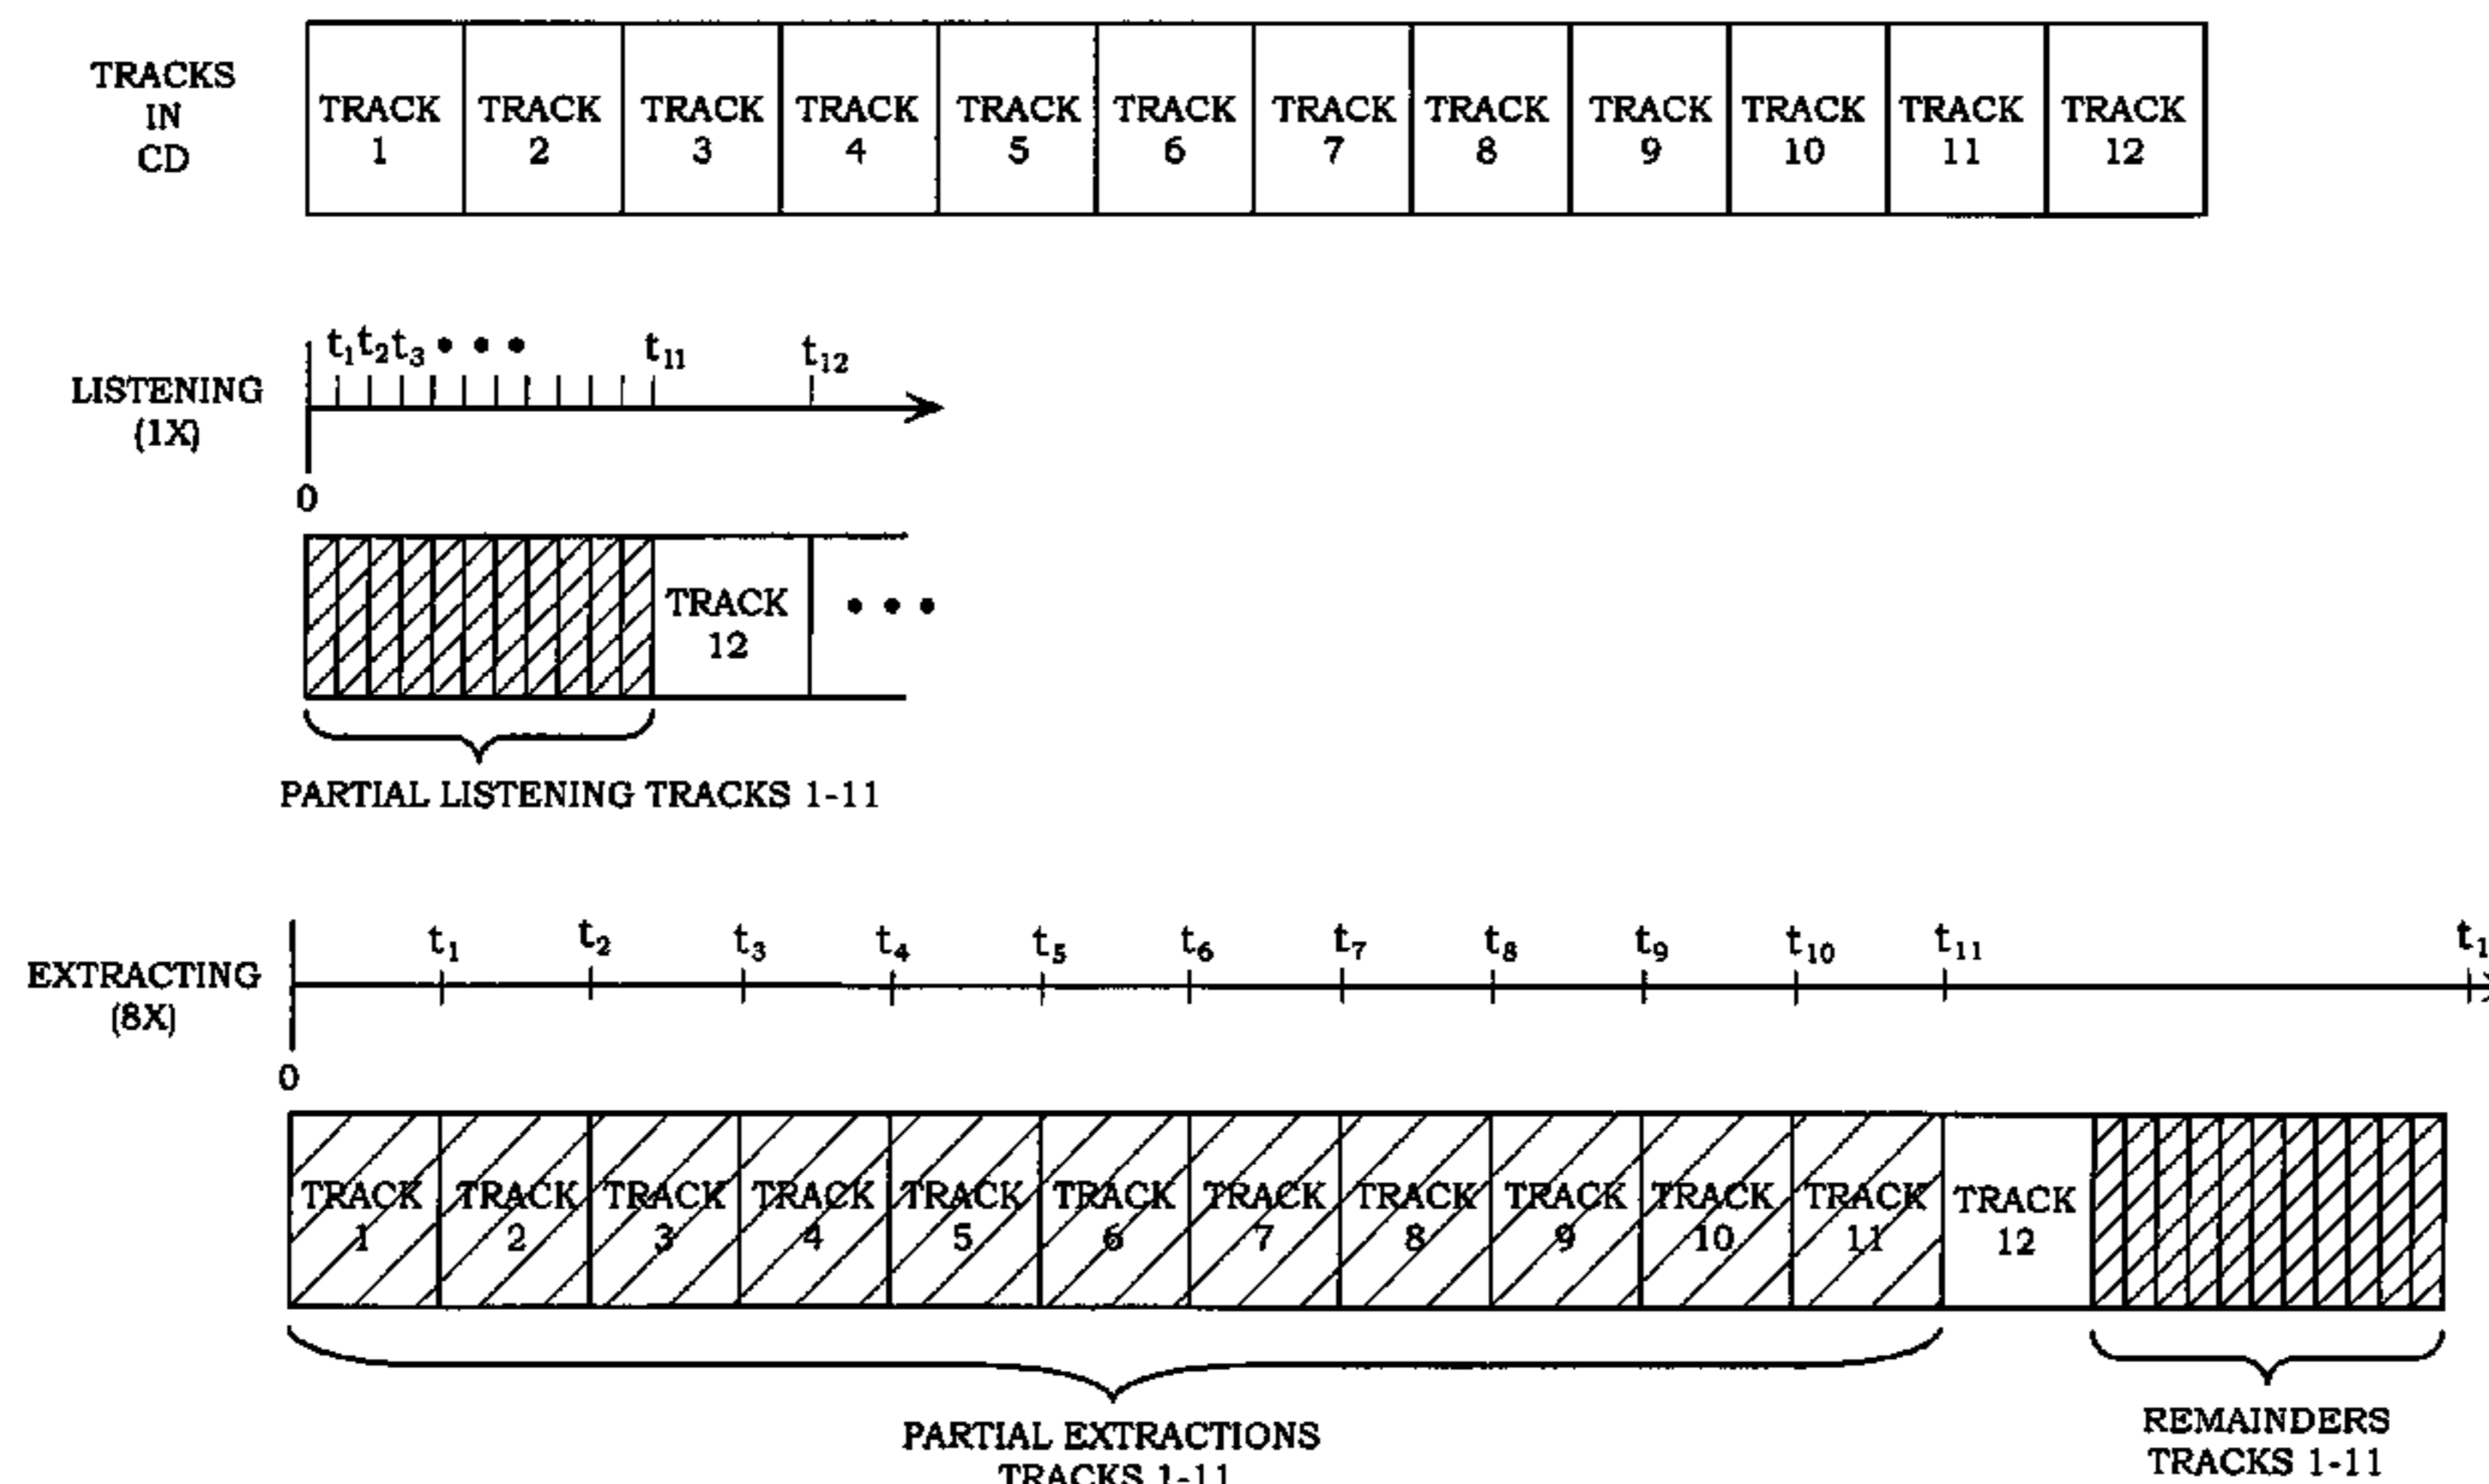 TRACKS
IN
CD
TRACK
1
TRACK
2
TRACK
3
TRACK
4
TRACK
5
TRACK
6
TRACK
7
TRACK
8
TRACK
9
TRACK
10
TRACK
11
TRACK
12
LISTENING
(1X)
t₁ t₂ t₃ • • • t₁₁ t₁₂
0
TRACK
12
• • •
PARTIAL LISTENING TRACKS 1-11
EXTRACTING
(8X)
t₁ t₂ t₃ t₄ t₅ t₆ t₇ t₈ t₉ t₁₀ t₁₁
0
TRACK
1
TRACK
2
TRACK
3
TRACK
4
TRACK
5
TRACK
6
TRACK
7
TRACK
8
TRACK
9
TRACK
10
TRACK
11
TRACK
12
PARTIAL EXTRACTIONS
TRACKS 1-11
REMAINDERS
TRACKS 1-11